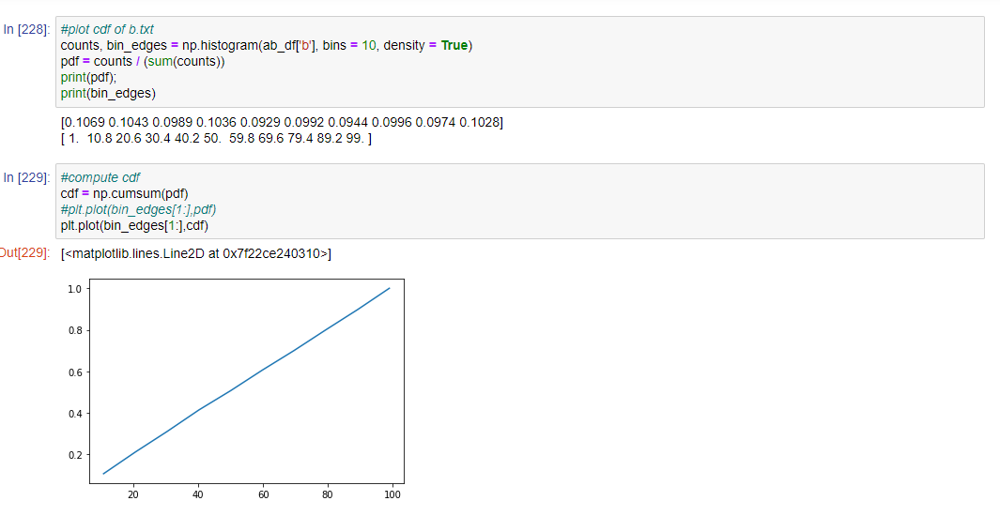 In [228]: #plot cdf of b.txt
counts, bin_edges = np.histogram(ab_df['b'], bins = 10, density = True)
pdf = counts / (sum(counts))
print(pdf);
print(bin_edges)
[0.1069 0.1043 0.0989 0.1036 0.0929 0.0992 0.0944 0.0996 0.0974 0.1028]
[ 1. 10.8 20.6 30.4 40.2 50. 59.8 69.6 79.4 89.2 99. ]
In [229]: #compute cdf
cdf = np.cumsum(pdf)
#plt.plot(bin_edges[1:],pdf)
plt.plot(bin_edges[1:],cdf)
Out[229]: [<matplotlib.lines.Line2D at 0x7f22ce240310>]
1.0
0.8
0.6
0.4
0.2
20 40 60 80 100